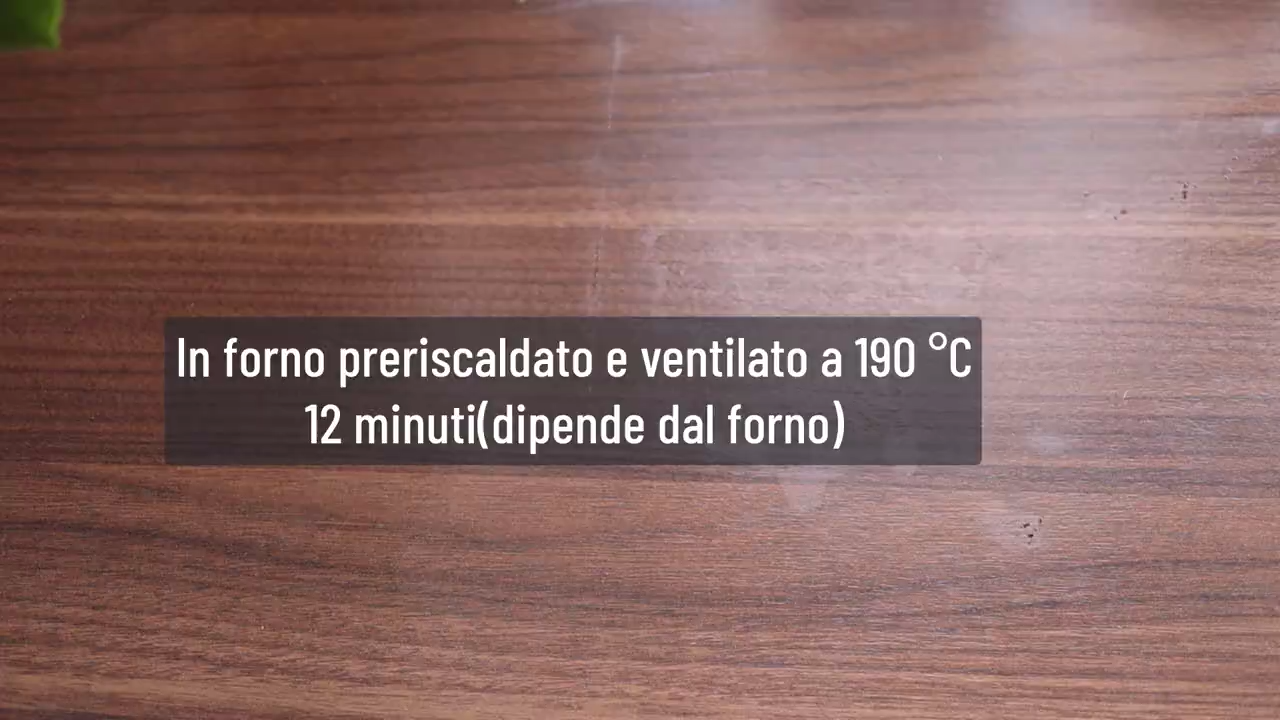 In forno preriscaldato e ventilato a 190 °C
12 minuti(dipende dal forno)